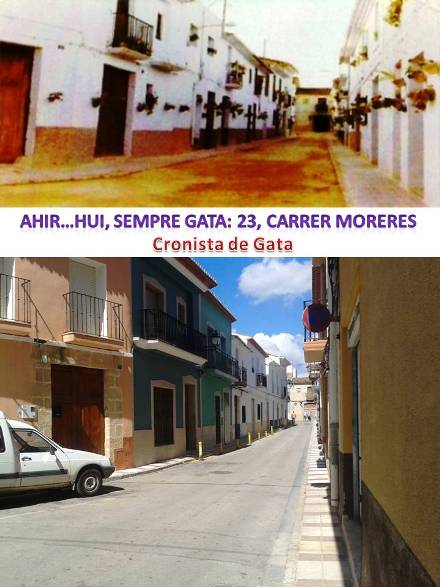 AHIR...HUI, SEMPRE GATA: 23, CARRER MORERES
Cronista de Gata